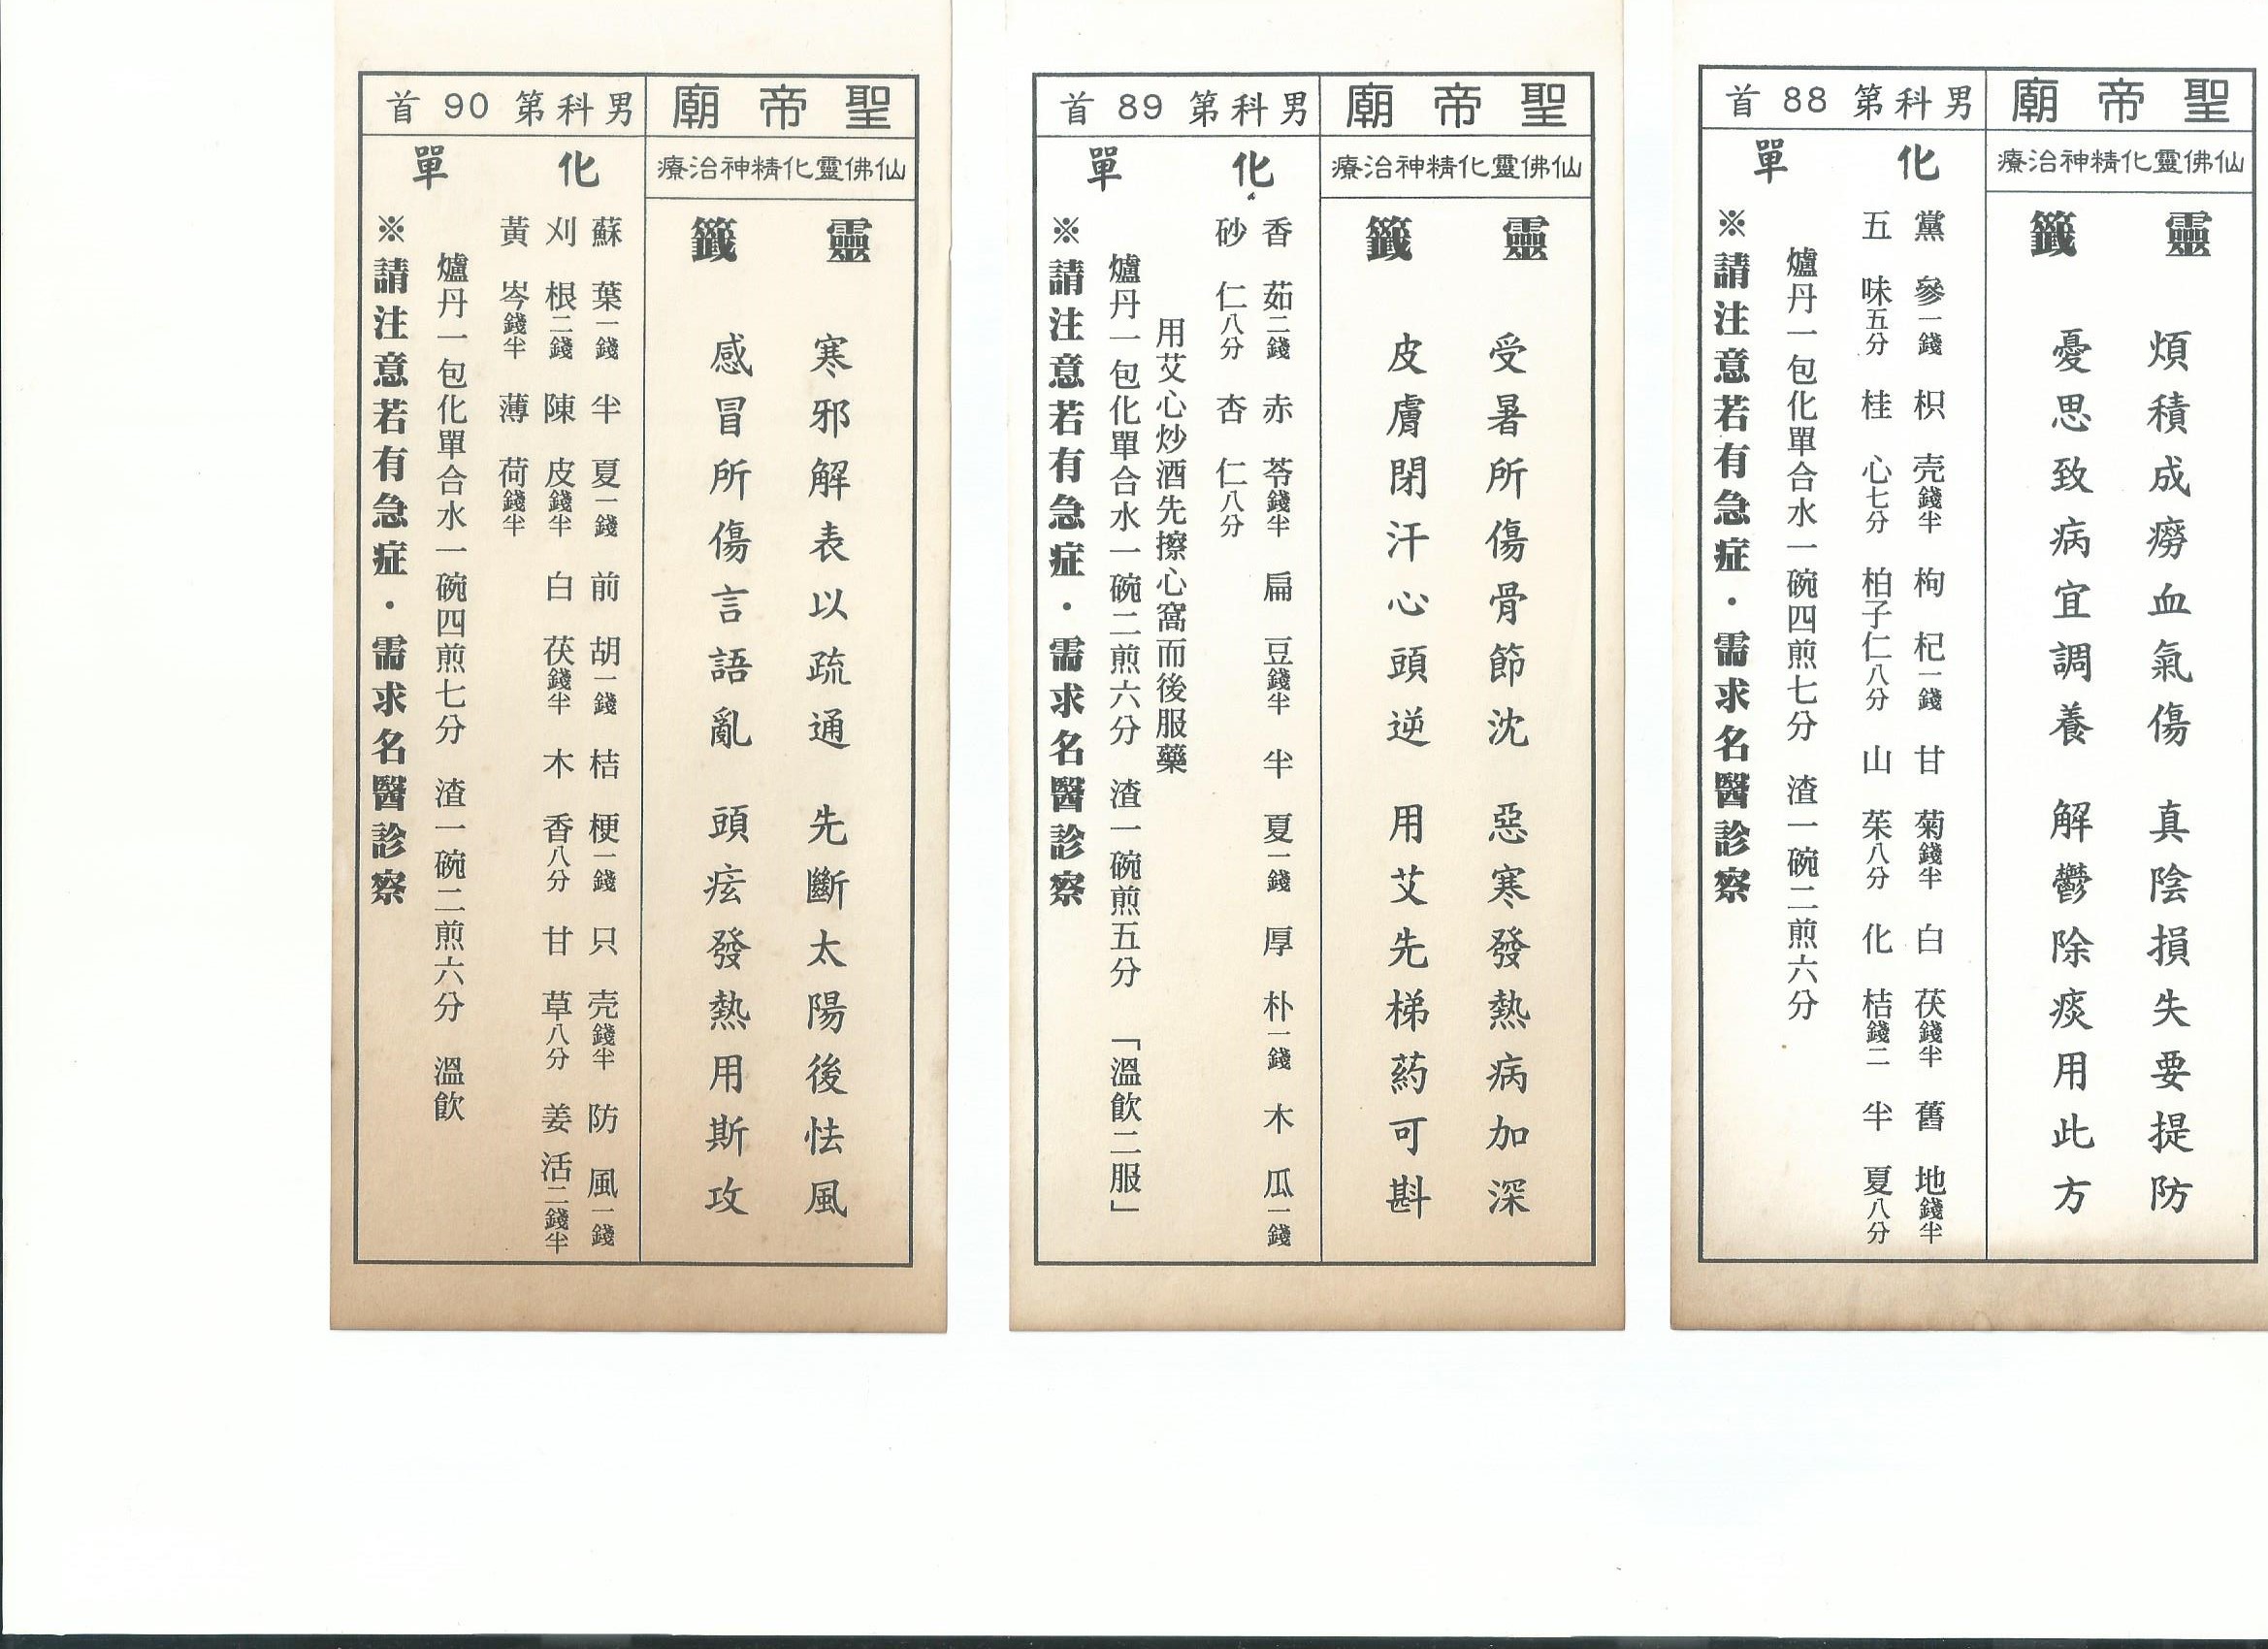 聖帝廟
男科第88首
仙佛靈化精神治療
靈籤
煩積成癆血氣傷　真陰損失要提防
憂思致病宜調養　解鬱除痰用此方
化單
黨參一錢　枳壳錢半　枸杞一錢　甘菊錢半　白茯錢半　舊地錢半
五味五分　桂心七分　柏子仁八分　山茱八分　化桔錢二　半夏八分
爐丹一包化單合水一碗四煎七分　渣一碗二煎六分
※請注意若有急症・需求名醫診察
聖帝廟
男科第89首
仙佛靈化精神治療
靈籤
受暑所傷骨節沈　惡寒發熱病加深
皮膚閉汗心頭逆　用艾先梯葯可斟
化單
香茹二錢　赤苓錢半　扁豆錢半　半夏一錢　厚朴一錢　木瓜一錢
砂仁八分　杏仁八分
用艾心炒酒先擦心窩而後服藥
爐丹一包化單合水一碗二煎六分　渣一碗煎五分　「溫飲二服」
※請注意若有急症・需求名醫診察
聖帝廟
男科第90首
仙佛靈化精神治療
靈籤
寒邪解表以疏通　先斷太陽後怯風
感冒所傷言語亂　頭痃發熱用斯攻
化單
蘇葉一錢　半夏一錢　前胡一錢　桔梗一錢　只壳錢半　防風一錢
刈根二錢　陳皮錢半　白茯錢半　木香八分　甘草八分　姜活二錢半
黃岑錢半　薄荷錢半
爐丹一包化單合水一碗四煎七分　渣一碗二煎六分　溫飲
※請注意若有急症・需求名醫診察